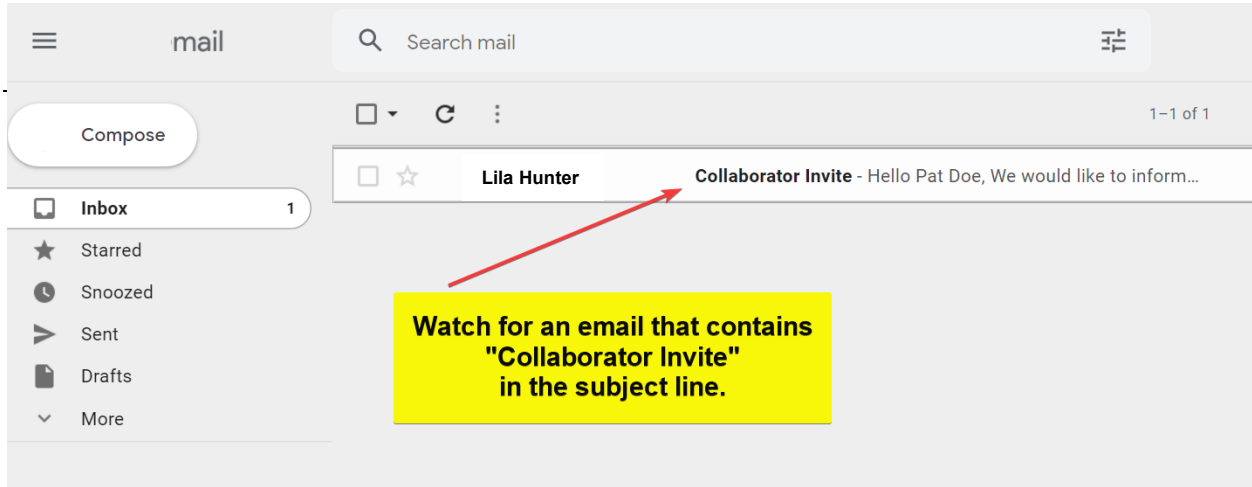 mail
Search mail
Compose
1–1 of 1
Lila Hunter Collaborator Invite - Hello Pat Doe, We would like to inform...
Inbox 1
Starred
Snoozed
Sent
Drafts
More
Watch for an email that contains
"Collaborator Invite"
in the subject line.